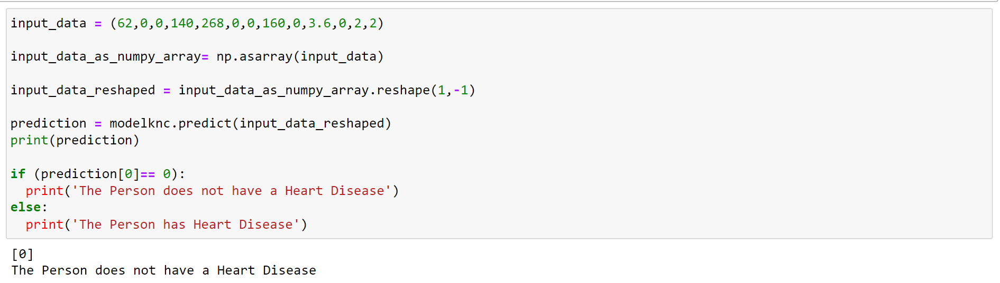 input_data = (62,0,0,140,268,0,0,160,0,3.6,0,2,2)
input_data_as_numpy_array= np.asarray(input_data)
input_data_reshaped = input_data_as_numpy_array.reshape(1,-1)
prediction = modelknc.predict(input_data_reshaped)
print(prediction)
if (prediction[0]== 0):
  print('The Person does not have a Heart Disease')
else:
  print('The Person has Heart Disease')
[0]
The Person does not have a Heart Disease